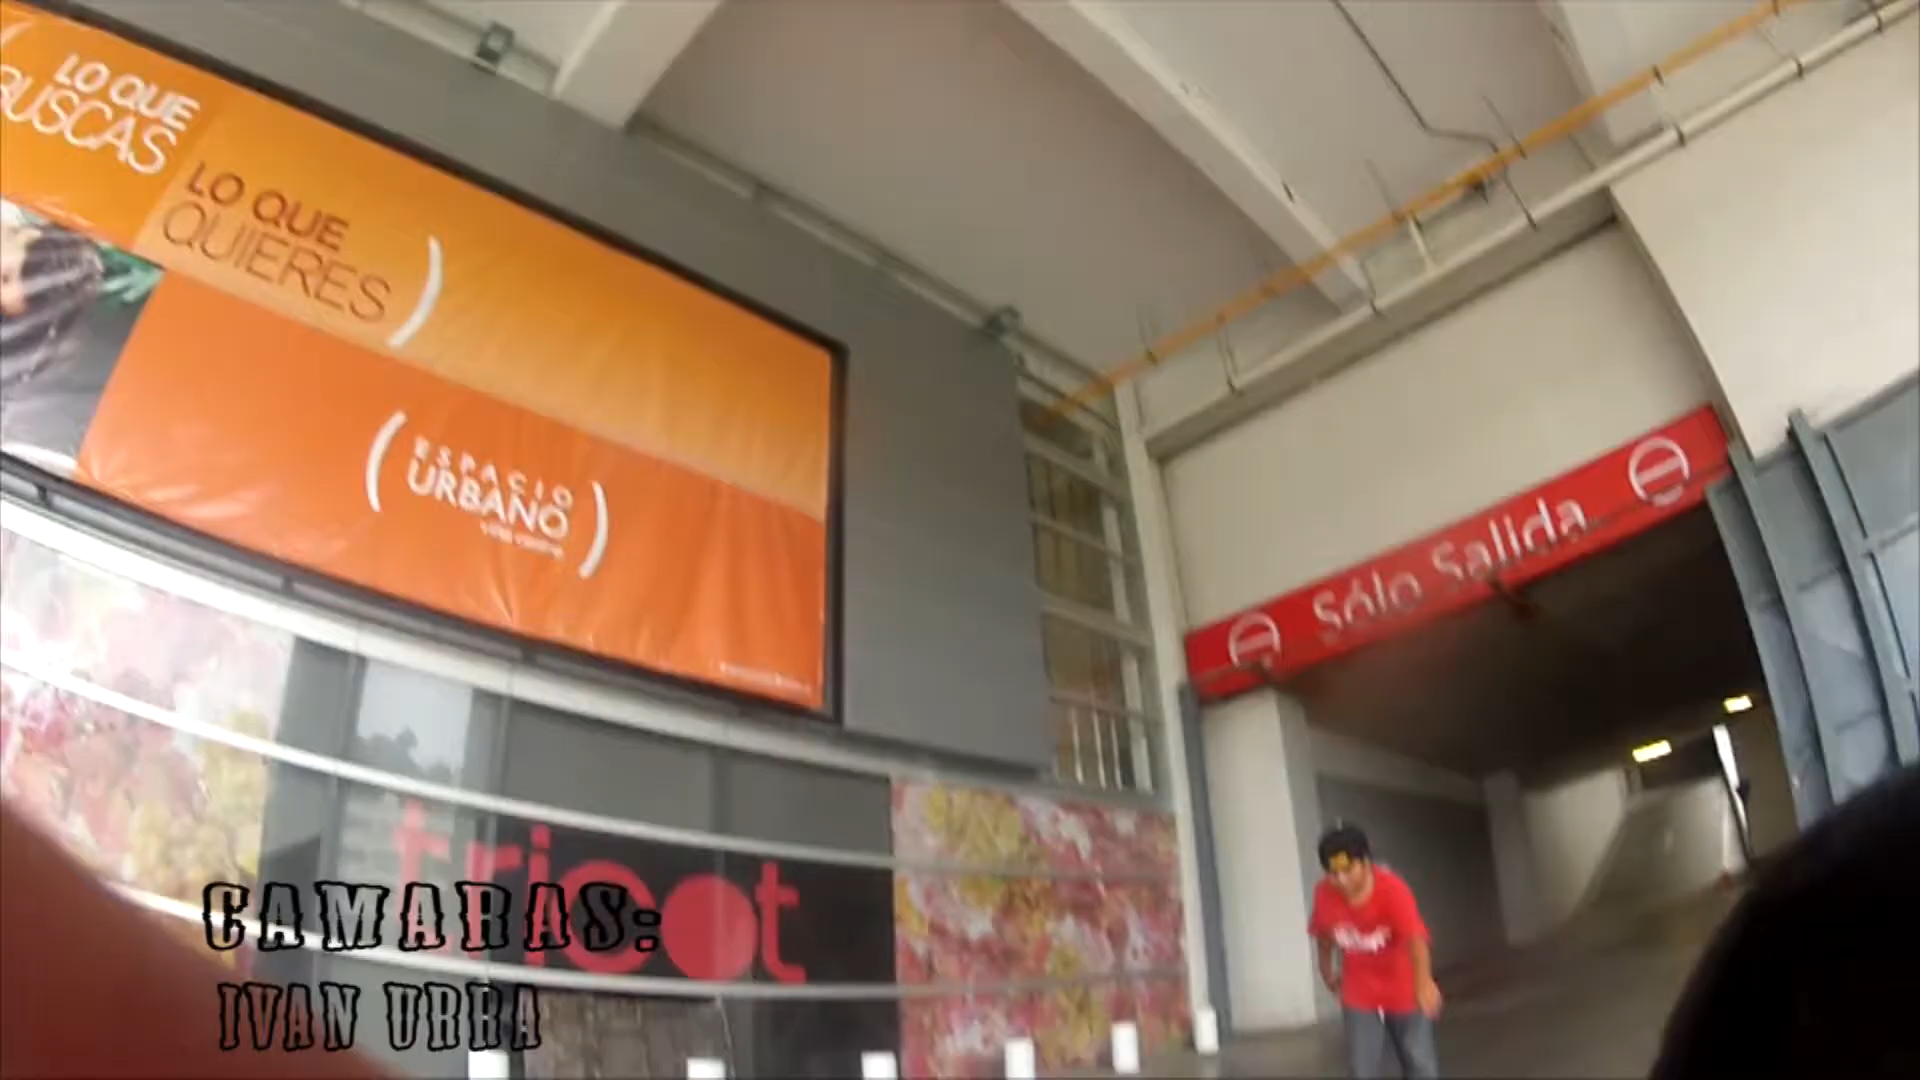 LO QUE
BUSCAS
LO QUE
QUIERES
ESPACIO
URBANO
Sólo Salida
tricot
CAMARAS:
IVAN URRA